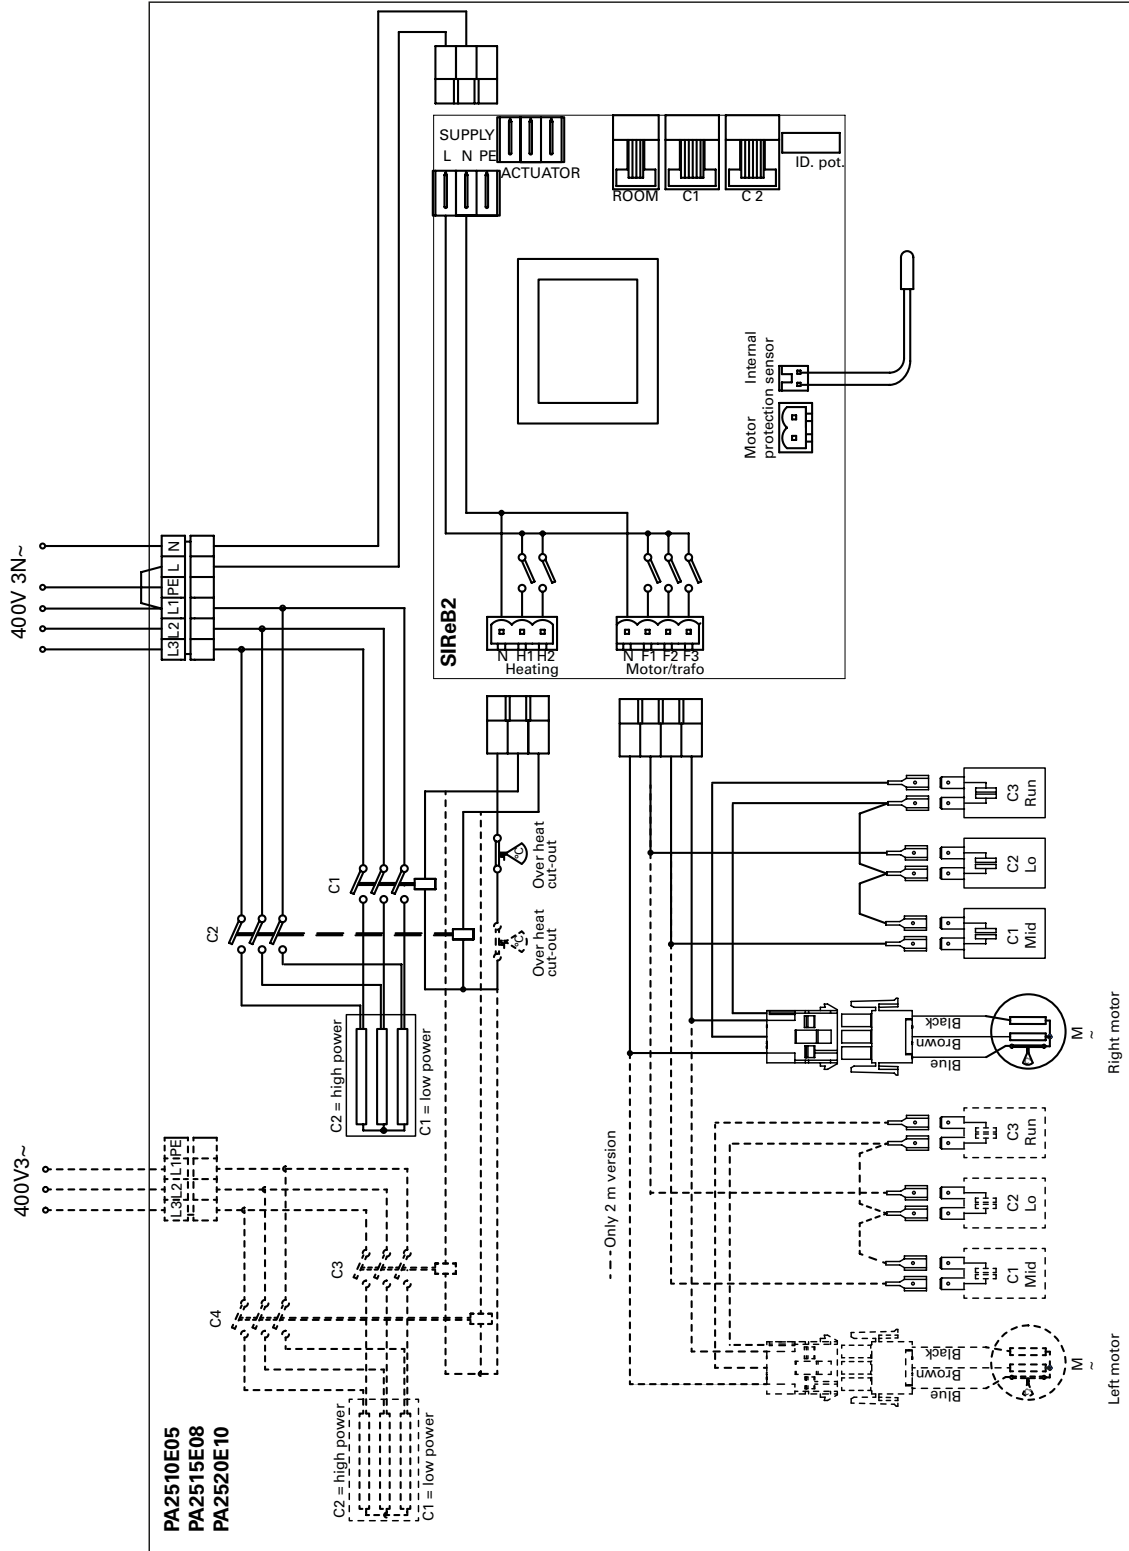 400V 3N~
L3
L2
L1
PE
L
N
SUPPLY
L N PE
ACTUATOR
ROOM
C1
C 2
ID. pot.
Internal
protection sensor
Motor
SIReB2
N H1 H2
Heating
N F1 F2 F3
Motor/trafo
C1
C2
°C
Over heat
cut-out
°C
Over heat
cut-out
C2 = high power
C1 = low power
400V3~
L3
L2
L1
PE
C3
C4
C2 = high power
C1 = low power
PA2510E05
PA2515E08
PA2520E10
---- Only 2 m version
C3
Run
C2
Lo
C1
Mid
Black
Brown
Blue
M
~
Right motor
C3
Run
C2
Lo
C1
Mid
Black
Brown
Blue
M
~
Left motor